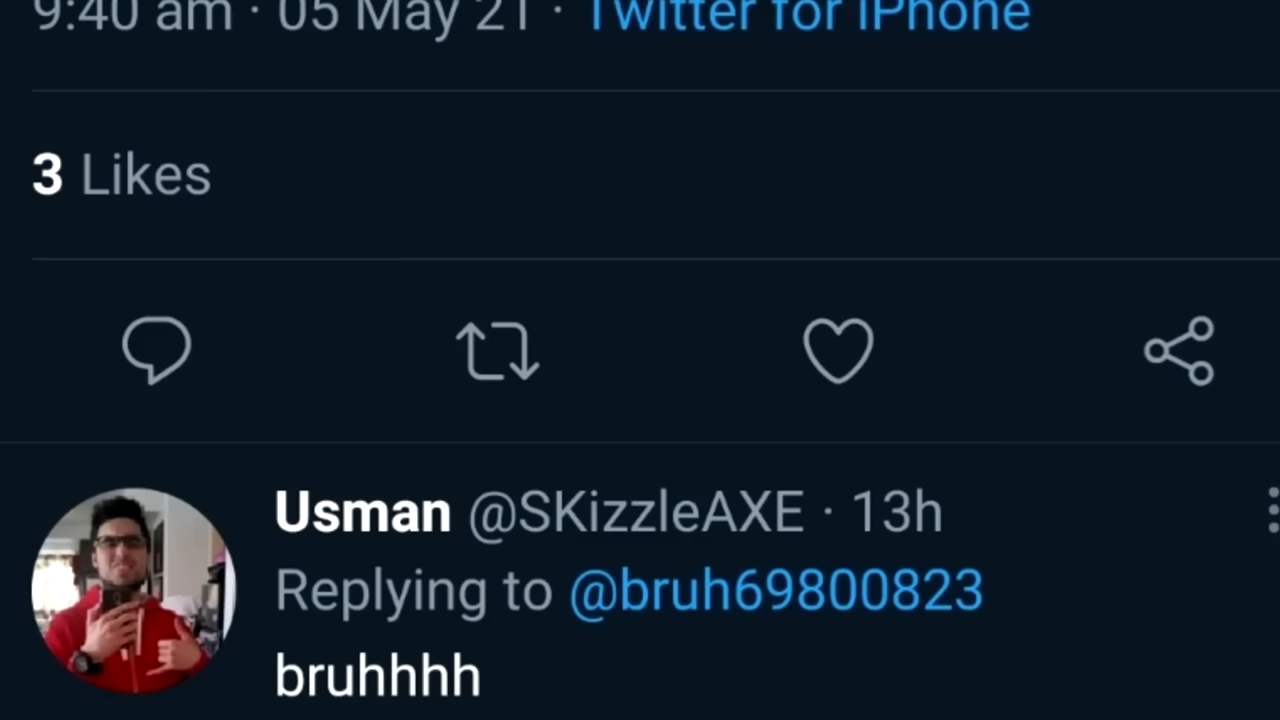 9:40 am · 05 May 21 · Twitter for iPhone
3 Likes
Usman @SKizzleAXE · 13h
Replying to @bruh69800823
bruhhhh